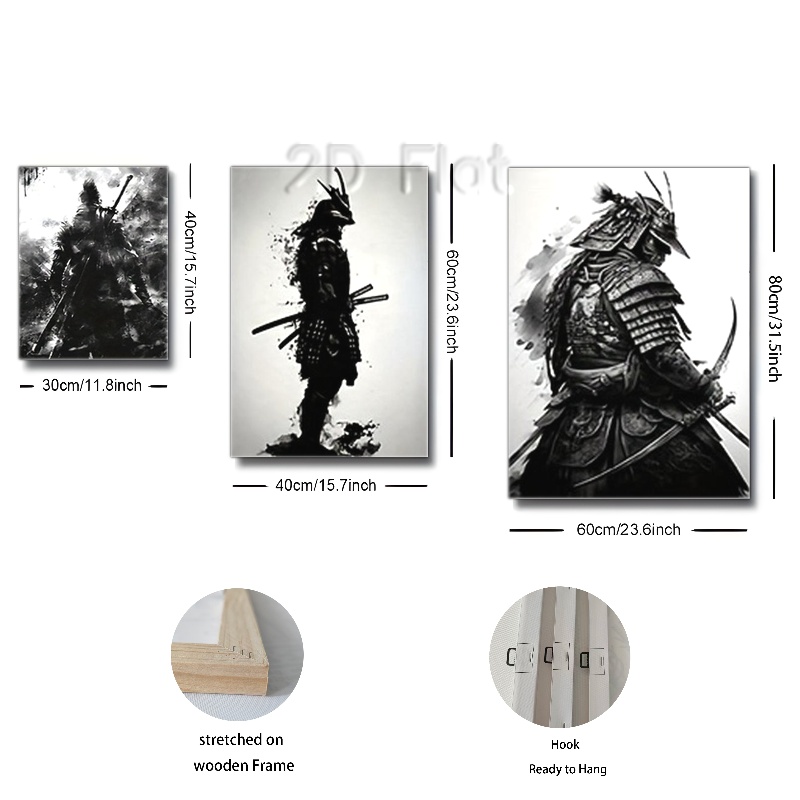 2D Flat
40cm/15.7inch
30cm/11.8inch
60cm/23.6inch
40cm/15.7inch
80cm/31.5inch
60cm/23.6inch
stretched on
wooden Frame
Hook
Ready to Hang